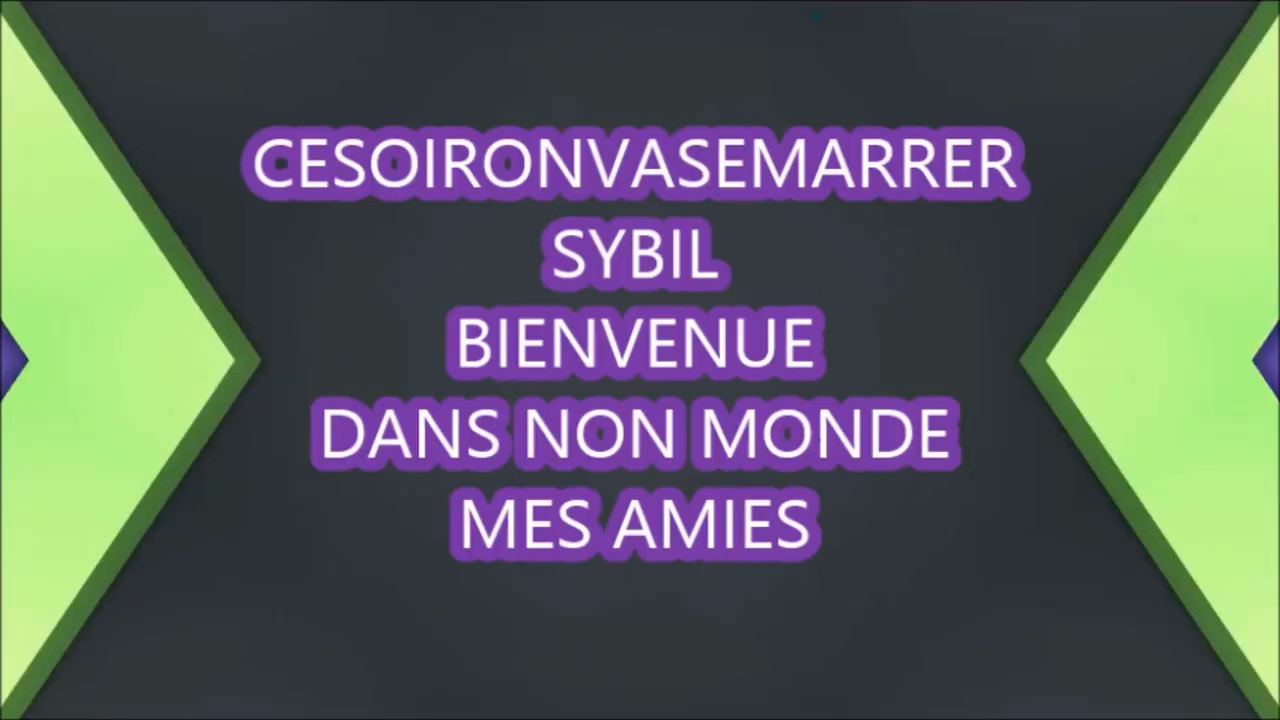 CESOIRONVASEMARRER
SYBIL
BIENVENUE
DANS NON MONDE
MES AMIES